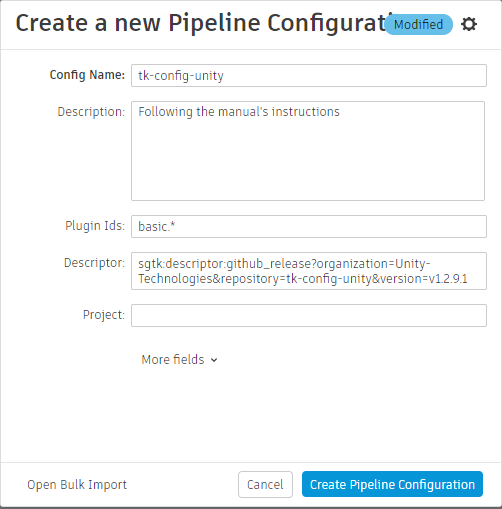 Create a new Pipeline Configurati
Modified
Config Name:
tk-config-unity
Description:
Following the manual's instructions
Plugin Ids:
basic.*
Descriptor:
sgtk:descriptor:github_release?organization=Unity-
Technologies&repository=tk-config-unity&version=v1.2.9.1
Project:
More fields
Open Bulk Import
Cancel
Create Pipeline Configuration